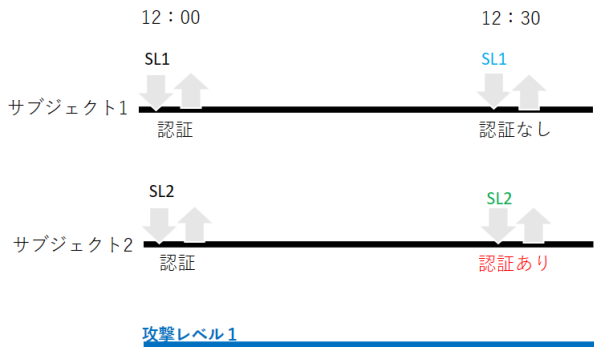 12：00 12：30
SL1 SL1
サブジェクト1
認証 認証なし
SL2 SL2
サブジェクト2
認証 認証あり
攻撃レベル１